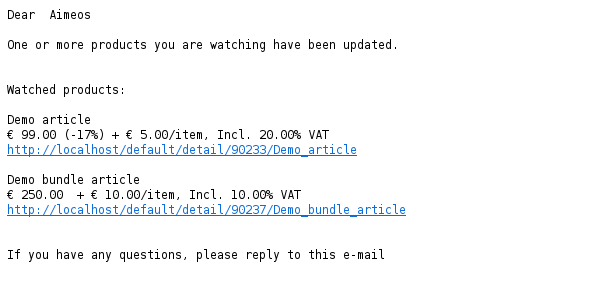 Dear  Aimeos
One or more products you are watching have been updated.
Watched products:
Demo article
€ 99.00 (-17%) + € 5.00/item, Incl. 20.00% VAT
http://localhost/default/detail/90233/Demo_article
Demo bundle article
€ 250.00  + € 10.00/item, Incl. 10.00% VAT
http://localhost/default/detail/90237/Demo_bundle_article
If you have any questions, please reply to this e-mail